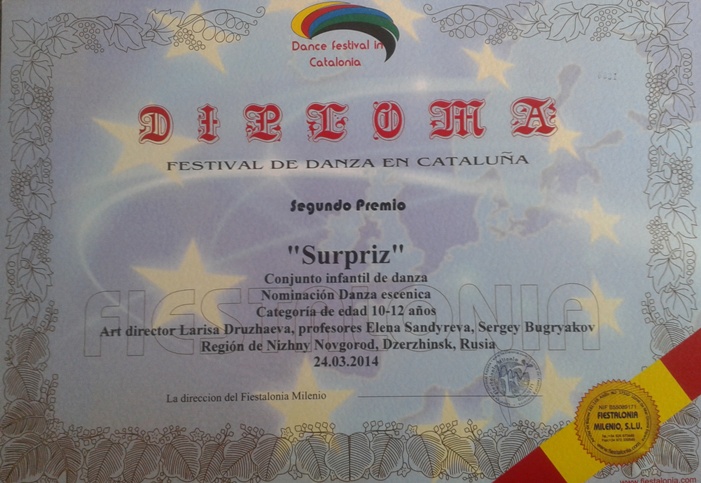 Dance festival in
Catalonia
DIPLOMA
FESTIVAL DE DANZA EN CATALUÑA
Segundo Premio
"Surpriz"
Conjunto infantil de danza
Nominación Danza escenica
Categoría de edad 10-12 años
Art director Larisa Druzhaeva, profesores Elena Sandyreva, Sergey Bugryakov
Región de Nizhny Novgorod, Dzerzhinsk, Rusia
24.03.2014
FIESTALONIA
La direccion del Fiestalonia Milenio
FIESTALONIA
MILENIO, S.L.U.
www.fiestalonia.com